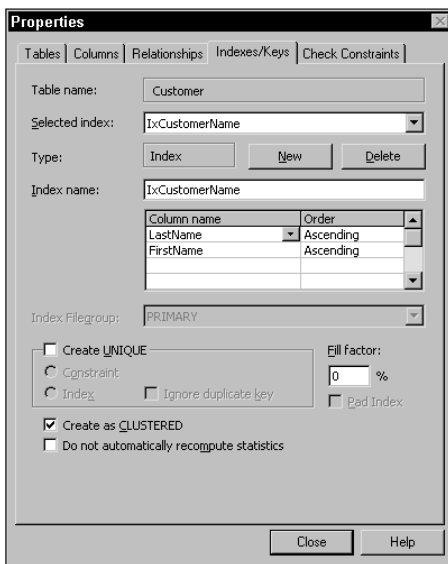 Properties
Tables Columns Relationships Indexes/Keys Check Constraints
Table name: Customer
Selected index: IxCustomerName
Type: Index New Delete
Index name: IxCustomerName
Column name Order
LastName Ascending
FirstName Ascending
Index Filegroup: PRIMARY
Create UNIQUE Fill factor:
Constraint 0 %
Index Ignore duplicate key Pad Index
Create as CLUSTERED
Do not automatically recompute statistics
Close Help